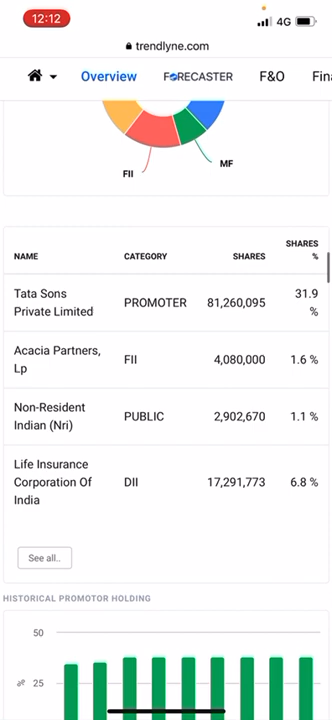 12:12
4G
trendlyne.com
Overview FORECASTER F&O Fin
FII MF
NAME CATEGORY SHARES SHARES %
Tata Sons Private Limited PROMOTER 81,260,095 31.9 %
Acacia Partners, Lp FII 4,080,000 1.6 %
Non-Resident Indian (Nri) PUBLIC 2,902,670 1.1 %
Life Insurance Corporation Of India DII 17,291,773 6.8 %
See all..
HISTORICAL PROMOTOR HOLDING
50
%
25